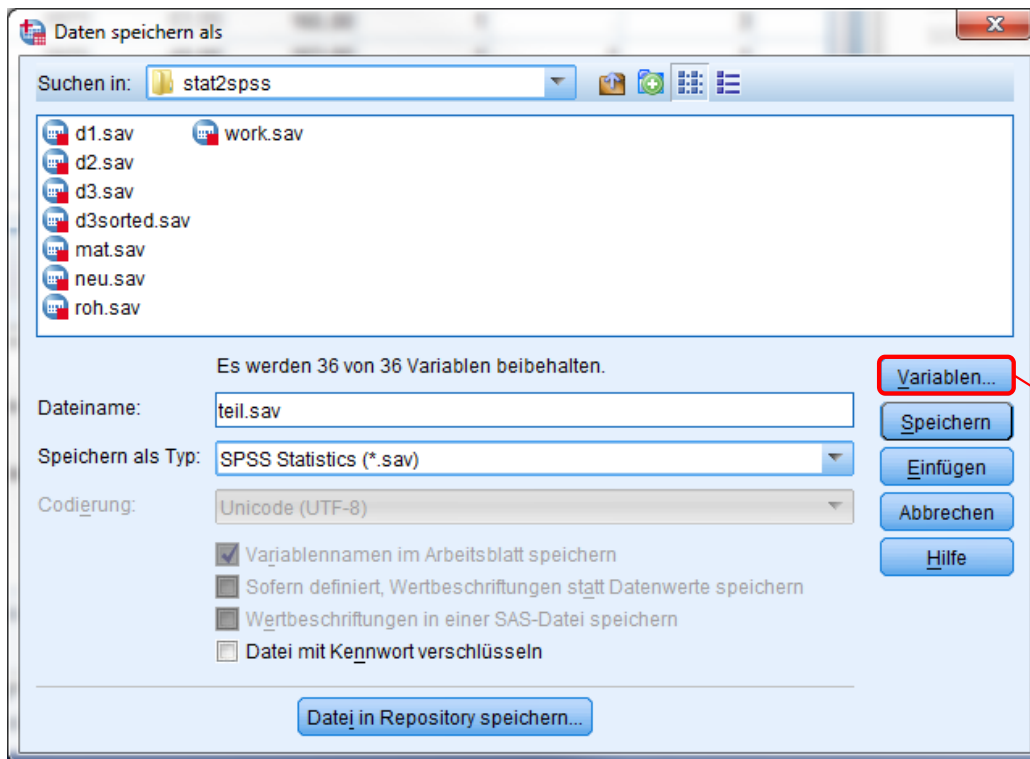 Daten speichern als
Suchen in: stat2spss
d1.sav work.sav
d2.sav
d3.sav
d3sorted.sav
mat.sav
neu.sav
roh.sav
Es werden 36 von 36 Variablen beibehalten.
Variablen...
Dateiname: teil.sav
Speichern
Speichern als Typ: SPSS Statistics (*.sav)
Einfügen
Codierung: Unicode (UTF-8)
Abbrechen
Variablennamen im Arbeitsblatt speichern
Hilfe
Sofern definiert, Wertbeschriftungen statt Datenwerte speichern
Wertbeschriftungen in einer SAS-Datei speichern
Datei mit Kennwort verschlüsseln
Datei in Repository speichern...